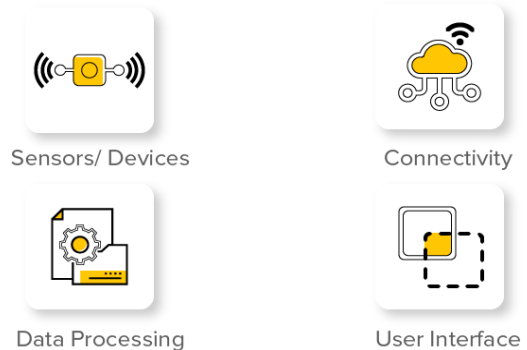 Sensors/ Devices
Connectivity
Data Processing
User Interface